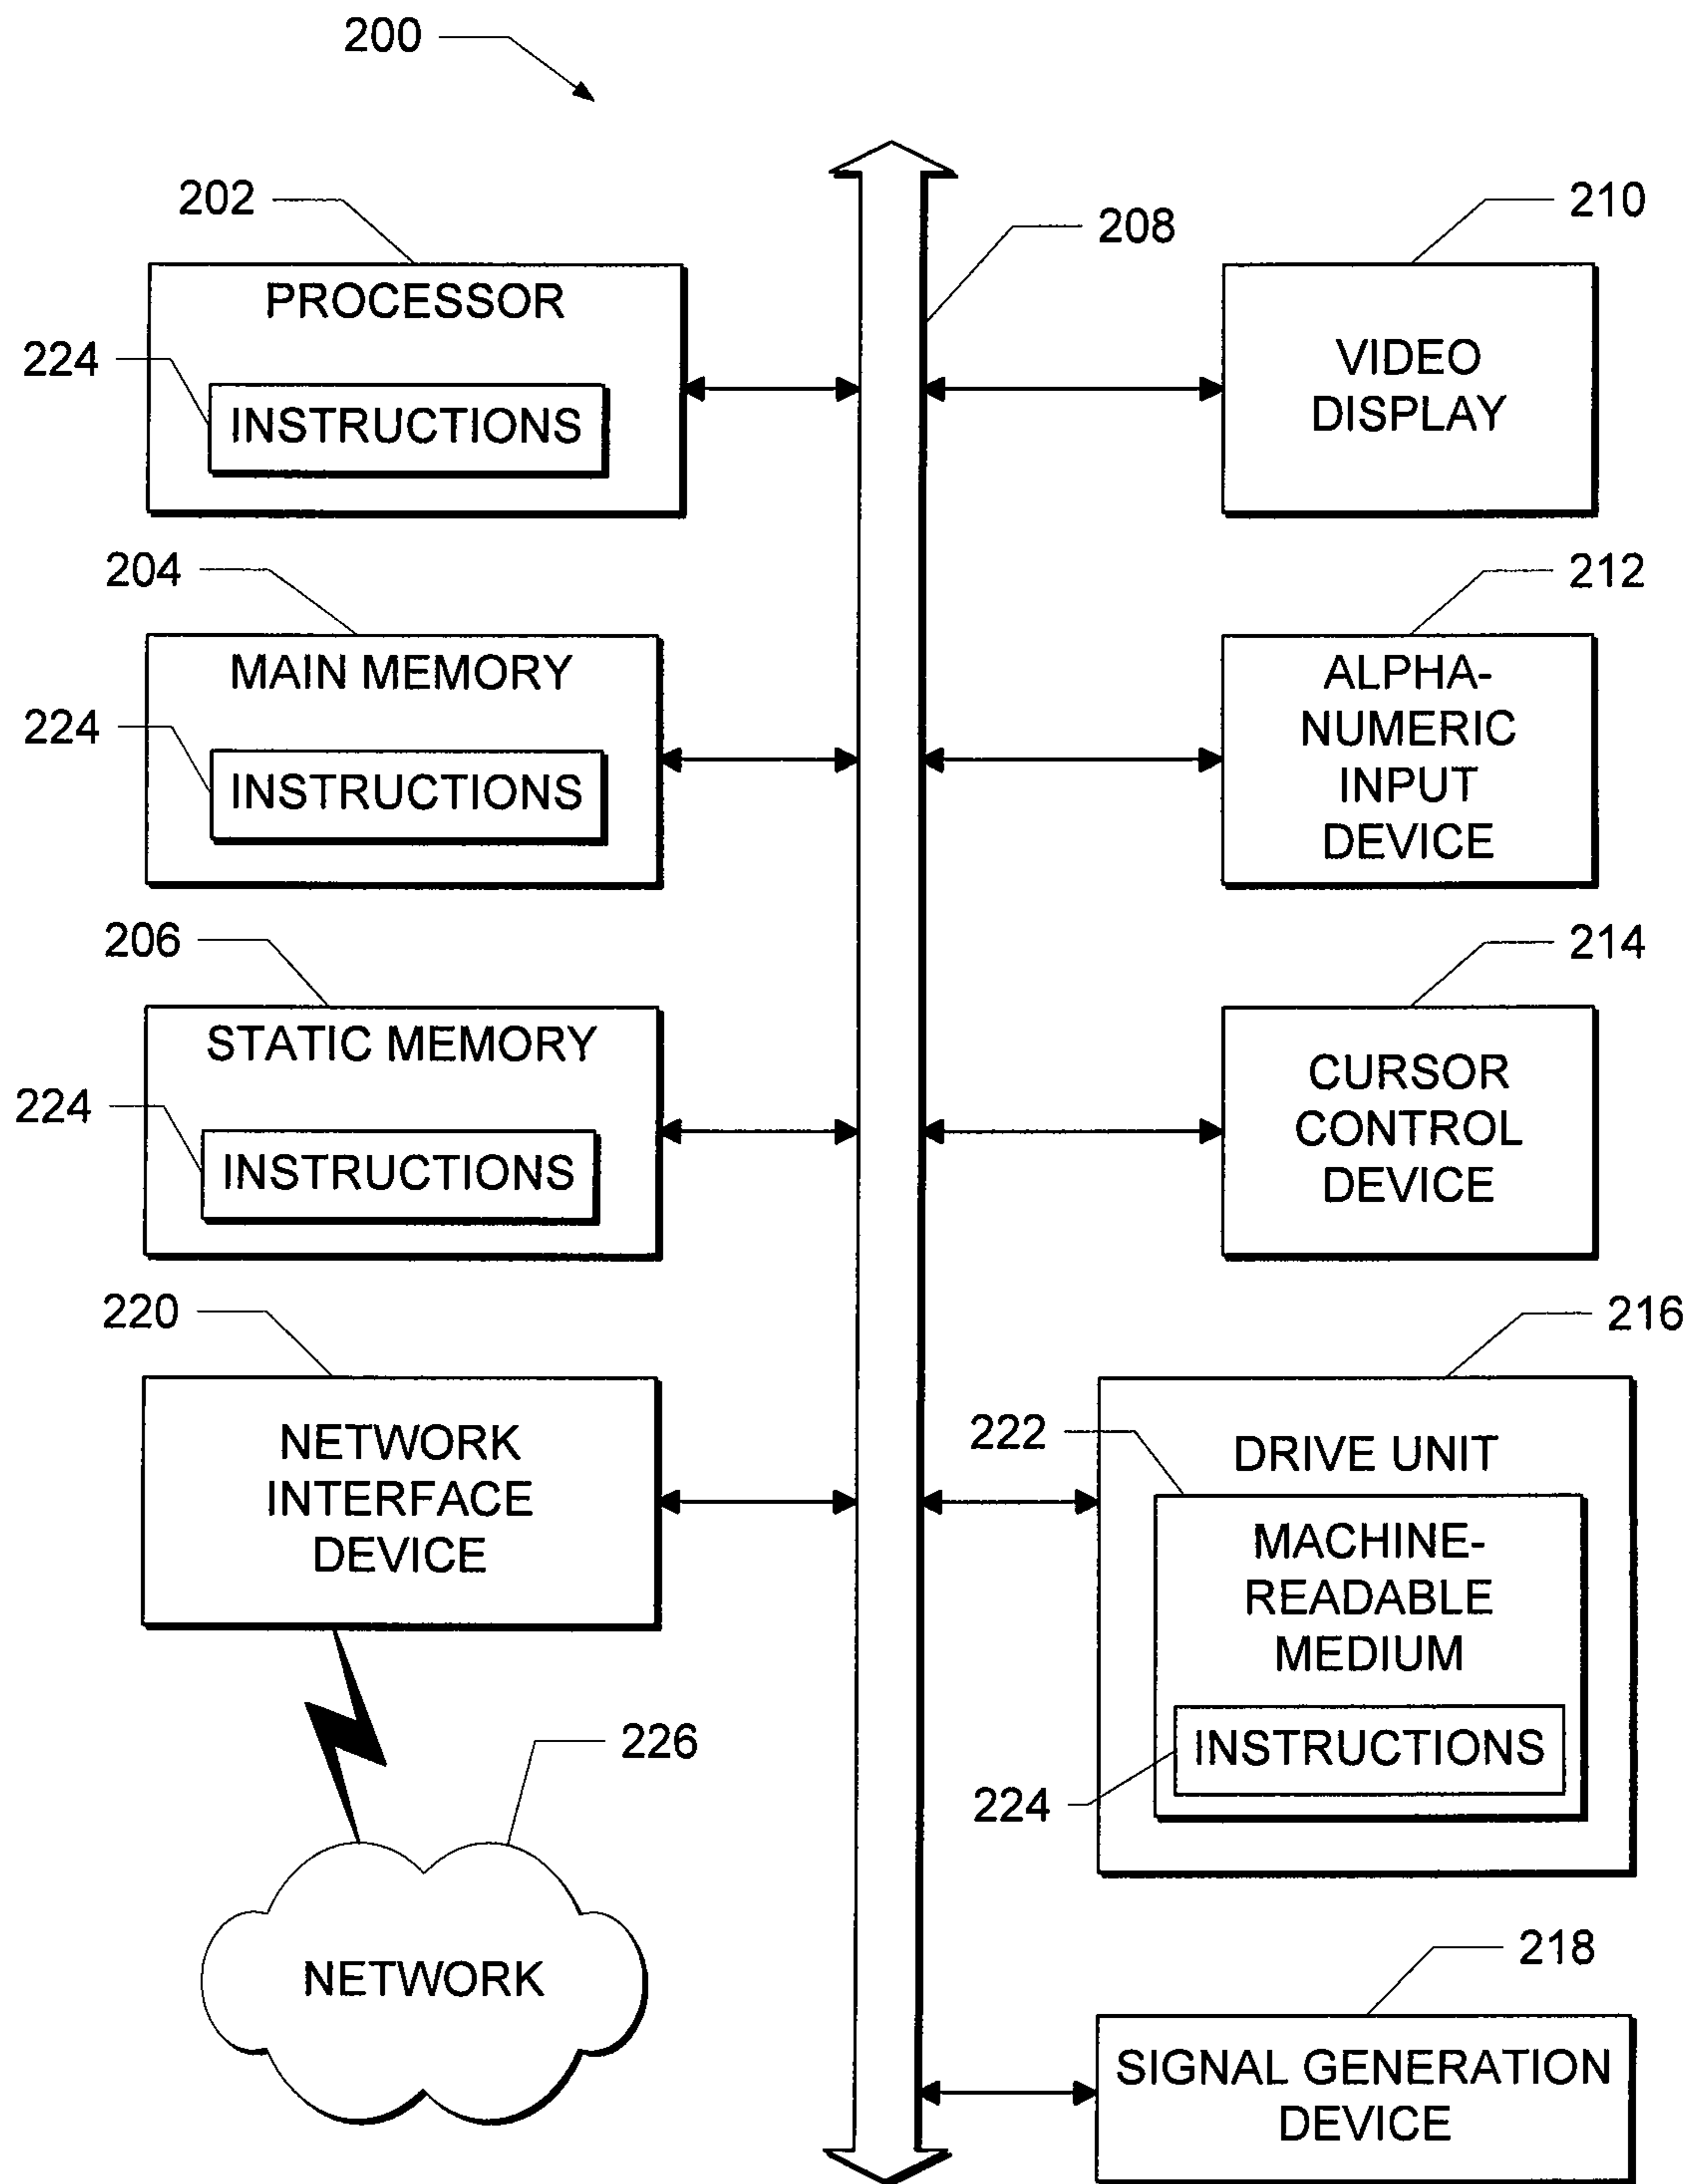 200
202
PROCESSOR
224
INSTRUCTIONS
208
210
VIDEO
DISPLAY
204
MAIN MEMORY
224
INSTRUCTIONS
212
ALPHA-
NUMERIC
INPUT
DEVICE
206
STATIC MEMORY
224
INSTRUCTIONS
214
CURSOR
CONTROL
DEVICE
220
NETWORK
INTERFACE
DEVICE
216
DRIVE UNIT
222
MACHINE-
READABLE
MEDIUM
INSTRUCTIONS
224
226
NETWORK
218
SIGNAL GENERATION
DEVICE